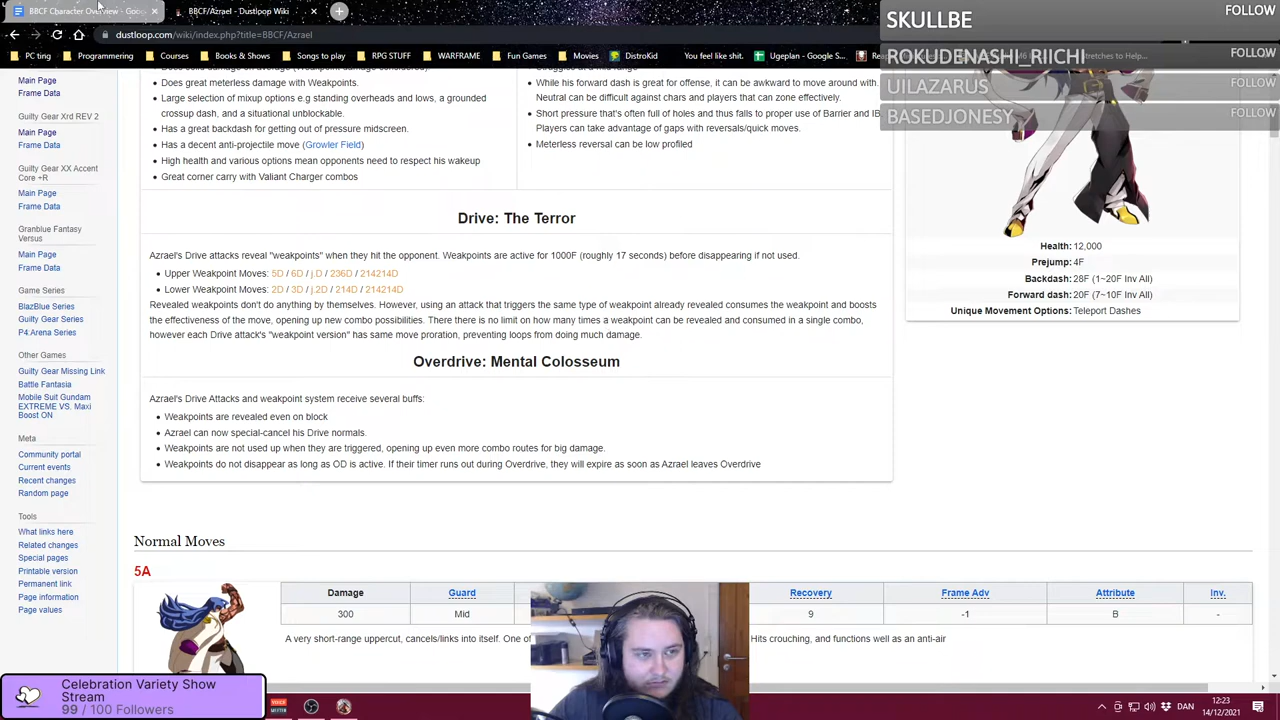 BBCF Character Overview - Goog
BBCF/Azrael - Dustloop Wiki
dustloop.com/wiki/index.php?title=BBCF/Azrael
PC ting
Programmering
Courses
Books & Shows
Songs to play
RPG STUFF
WARFRAME
Fun Games
Movies
DistroKid
You feel like shit.
Ugeplan - Google S...
SKULLBE
FOLLOW
ROKUDENASHI_RIICHI
FOLLOW
UILAZARUS
FOLLOW
BASEDJONESY
FOLLOW
Main Page
Frame Data
Guilty Gear Xrd REV 2
Main Page
Frame Data
Guilty Gear XX Accent
Core +R
Main Page
Frame Data
Granblue Fantasy
Versus
Main Page
Frame Data
Game Series
BlazBlue Series
Guilty Gear Series
P4:Arena Series
Other Games
Guilty Gear Missing Link
Battle Fantasia
Mobile Suit Gundam
EXTREME VS. Maxi
Boost ON
Meta
Community portal
Current events
Recent changes
Random page
Tools
What links here
Related changes
Special pages
Printable version
Permanent link
Page information
Page values
Does great meterless damage with Weakpoints.
Large selection of mixup options e.g standing overheads and lows, a grounded
crossup dash, and a situational unblockable.
Has a great backdash for getting out of pressure midscreen.
Has a decent anti-projectile move (Growler Field)
High health and various options mean opponents need to respect his wakeup
Great corner carry with Valiant Charger combos
While his forward dash is great for offense, it can be awkward to move around with.
Neutral can be difficult against chars and players that can zone effectively.
Short pressure that's often full of holes and thus falls to proper use of Barrier and IB.
Players can take advantage of gaps with reversals/quick moves.
Meterless reversal can be low profiled
Drive: The Terror
Azrael's Drive attacks reveal "weakpoints" when they hit the opponent. Weakpoints are active for 1000F (roughly 17 seconds) before disappearing if not used.
Upper Weakpoint Moves: 5D / 6D / j.D / 236D / 214214D
Lower Weakpoint Moves: 2D / 3D / j.2D / 214D / 214214D
Revealed weakpoints don't do anything by themselves. However, using an attack that triggers the same type of weakpoint already revealed consumes the weakpoint and boosts
the effectiveness of the move, opening up new combo possibilities. There there is no limit on how many times a weakpoint can be revealed and consumed in a single combo,
however each Drive attack's "weakpoint version" has same move proration, preventing loops from doing much damage.
Overdrive: Mental Colosseum
Azrael's Drive Attacks and weakpoint system receive several buffs:
Weakpoints are revealed even on block
Azrael can now special-cancel his Drive normals.
Weakpoints are not used up when they are triggered, opening up even more combo routes for big damage.
Weakpoints do not disappear as long as OD is active. If their timer runs out during Overdrive, they will expire as soon as Azrael leaves Overdrive
Health: 12,000
Prejump: 4F
Backdash: 28F (1~20F Inv All)
Forward dash: 20F (7~10F Inv All)
Unique Movement Options: Teleport Dashes
Normal Moves
5A
Damage
Guard
Recovery
Frame Adv
Attribute
Inv.
300
Mid
9
-1
B
-
A very short-range uppercut, cancels/links into itself. One of
Hits crouching, and functions well as an anti-air
Celebration Variety Show
Stream
99 / 100 Followers
DAN
12:23
14/12/2021